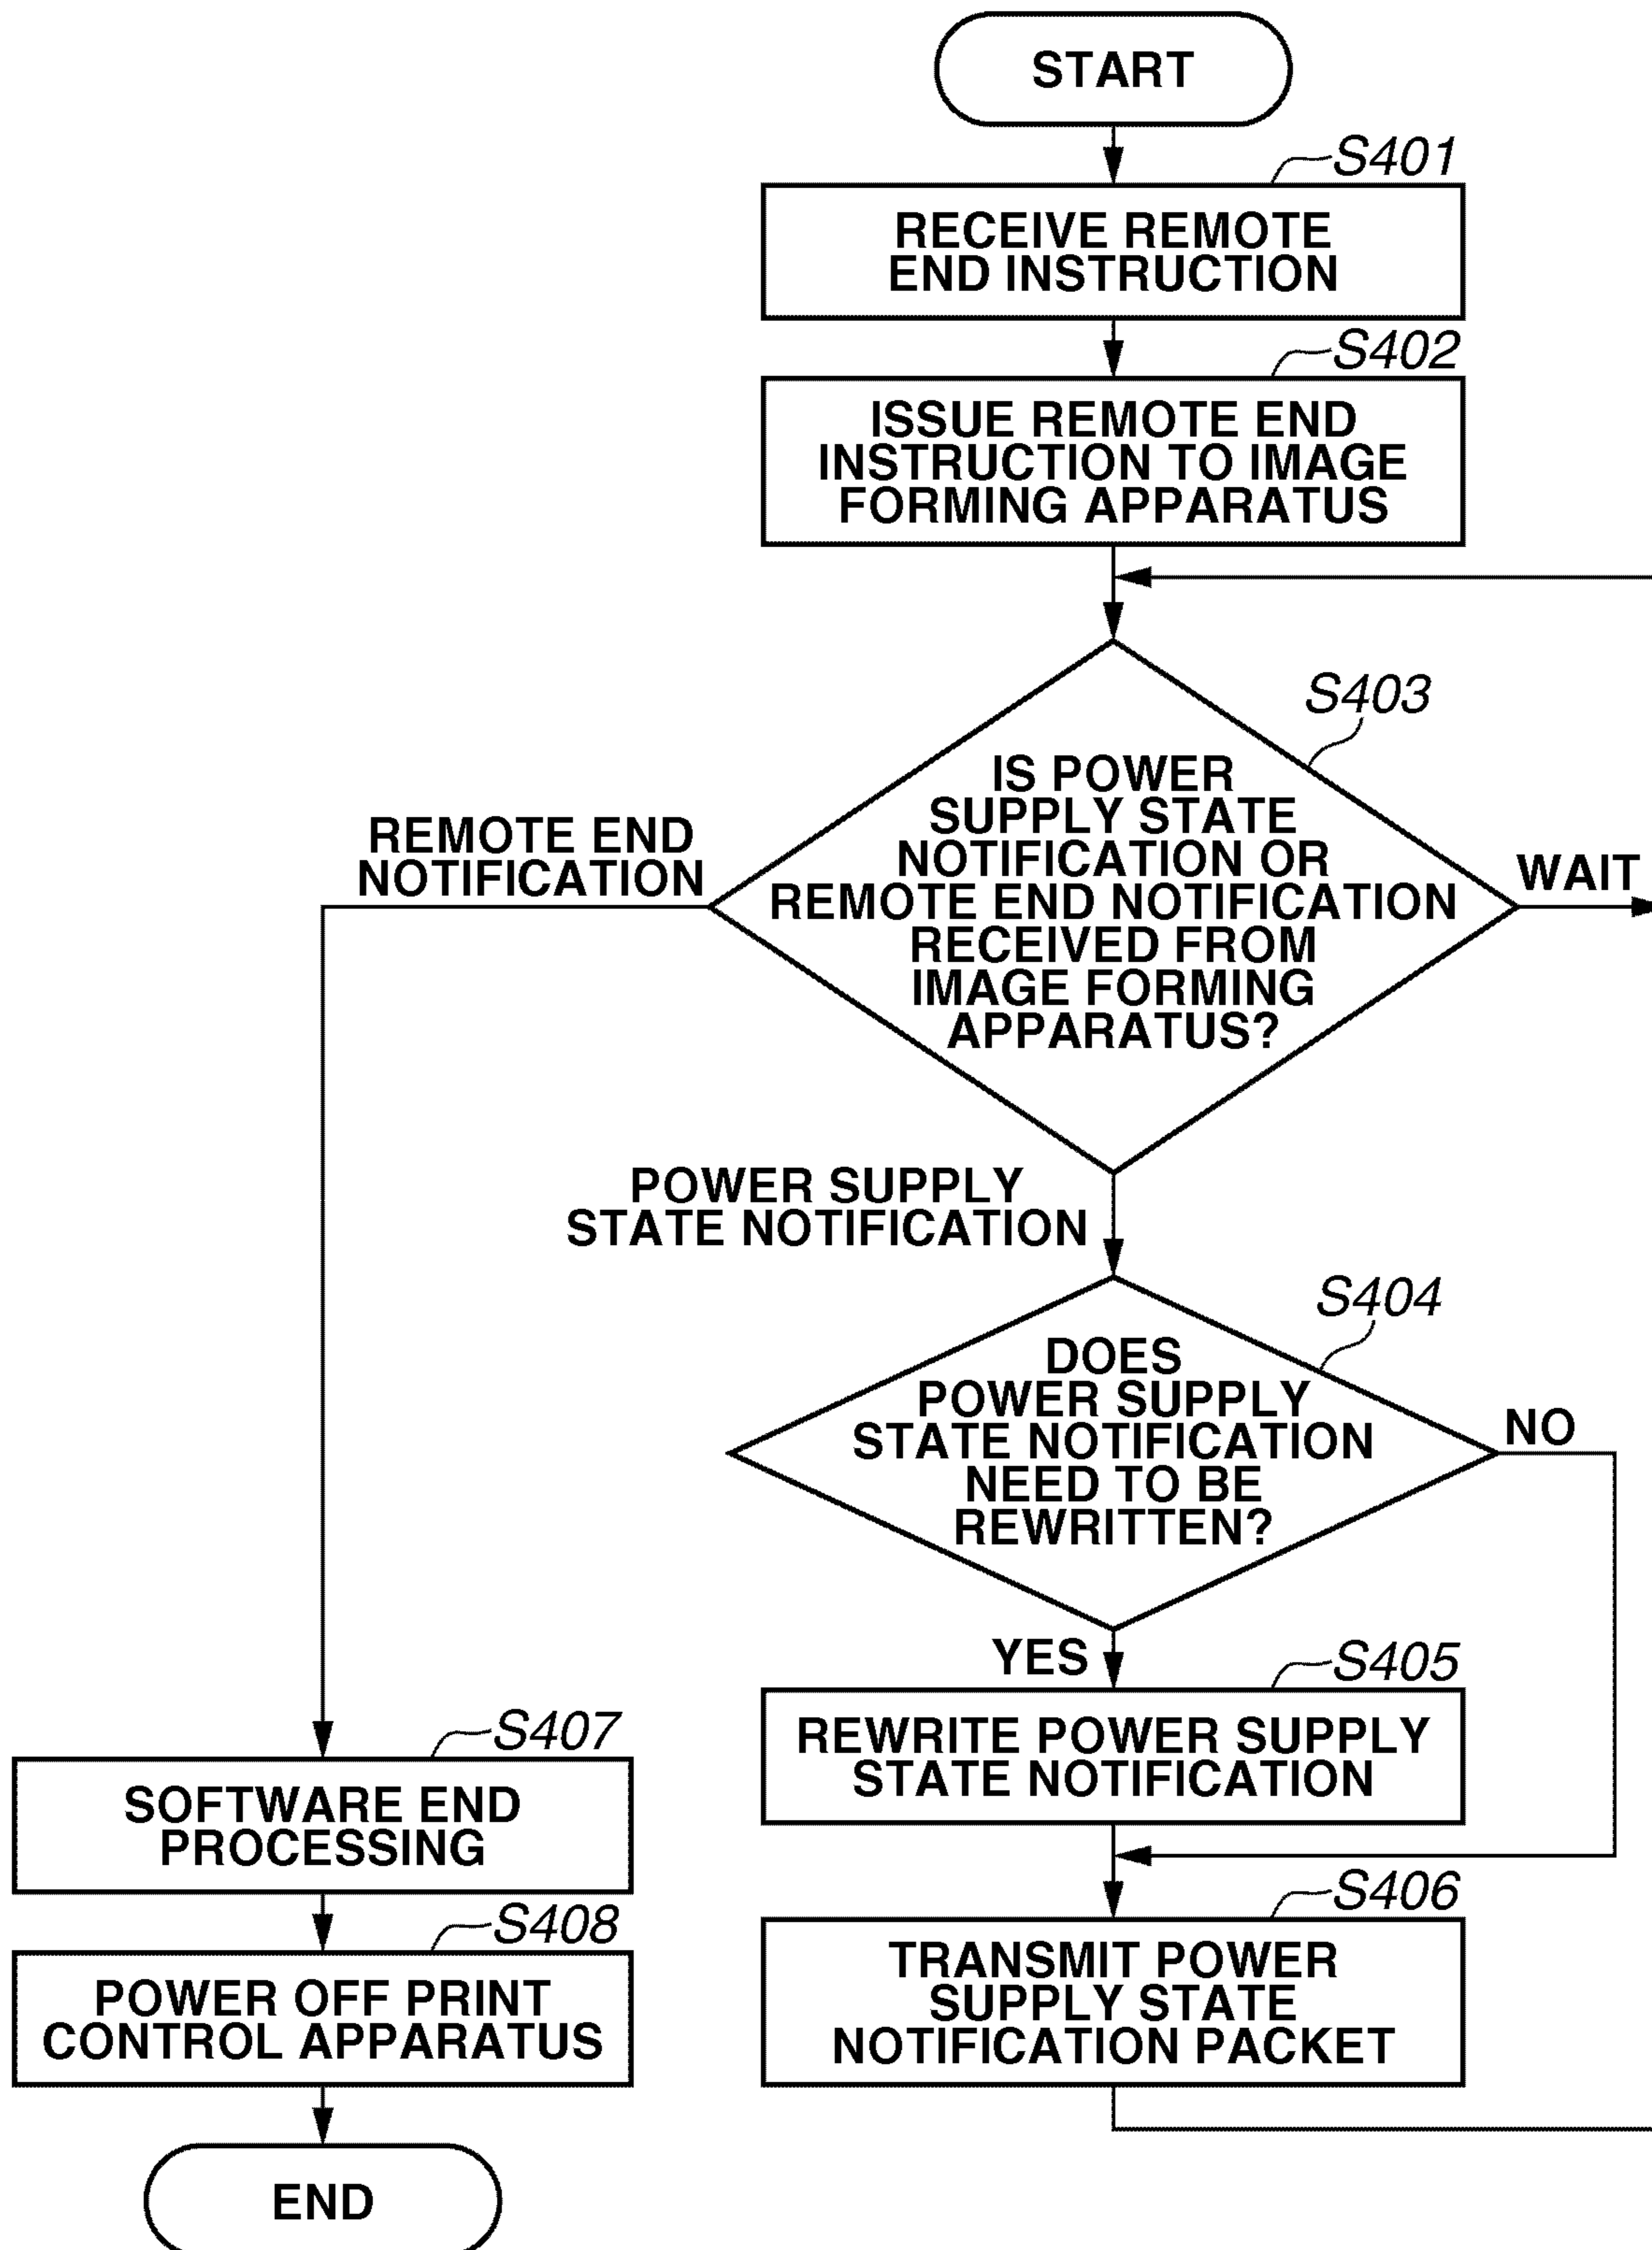 START
S401
RECEIVE REMOTE
END INSTRUCTION
S402
ISSUE REMOTE END
INSTRUCTION TO IMAGE
FORMING APPARATUS
S403
IS POWER
SUPPLY STATE
NOTIFICATION OR
REMOTE END NOTIFICATION
RECEIVED FROM
IMAGE FORMING
APPARATUS?
REMOTE END
NOTIFICATION
WAIT
POWER SUPPLY
STATE NOTIFICATION
S404
DOES
POWER SUPPLY
STATE NOTIFICATION
NEED TO BE
REWRITTEN?
NO
YES
S405
REWRITE POWER SUPPLY
STATE NOTIFICATION
S406
TRANSMIT POWER
SUPPLY STATE
NOTIFICATION PACKET
S407
SOFTWARE END
PROCESSING
S408
POWER OFF PRINT
CONTROL APPARATUS
END